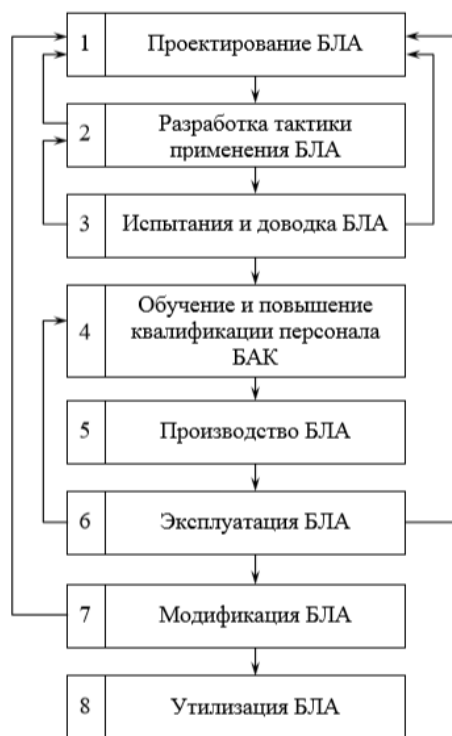 1 Проектирование БЛА
2 Разработка тактики
применения БЛА
3 Испытания и доводка БЛА
4 Обучение и повышение
квалификации персонала
БАК
5 Производство БЛА
6 Эксплуатация БЛА
7 Модификация БЛА
8 Утилизация БЛА